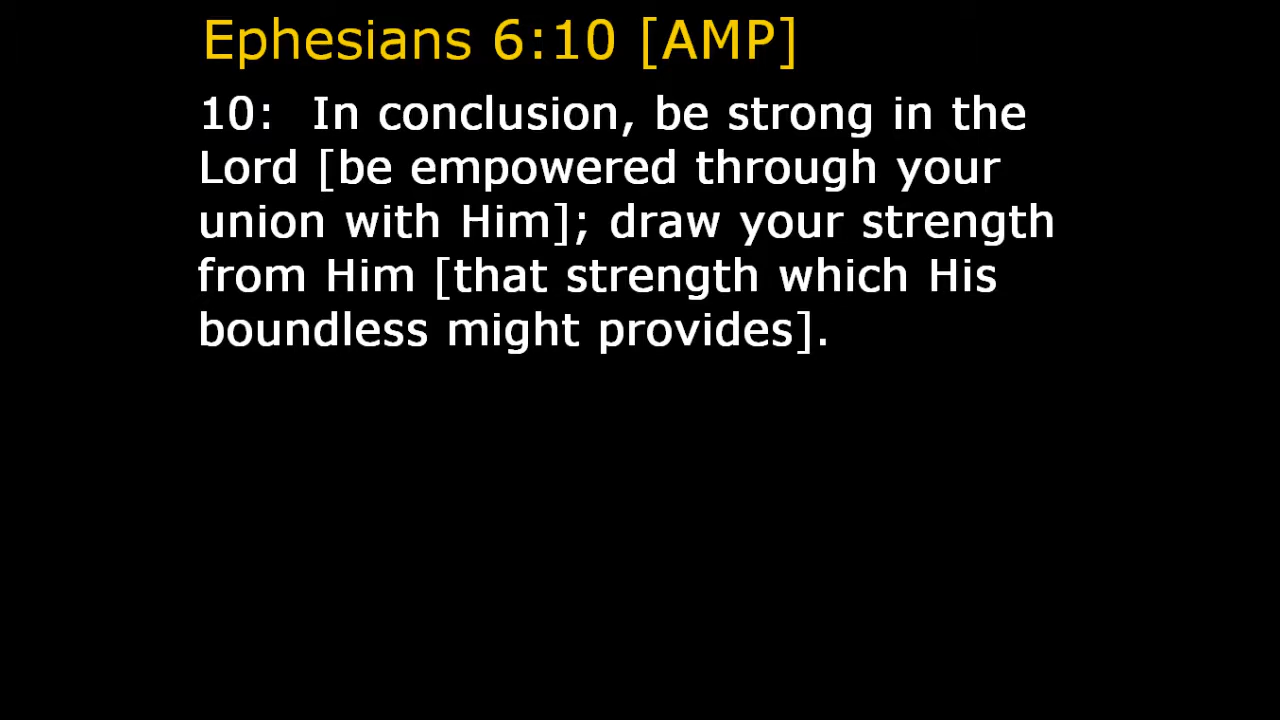 Ephesians 6:10 [AMP]
10:  In conclusion, be strong in the
Lord [be empowered through your
union with Him]; draw your strength
from Him [that strength which His
boundless might provides].